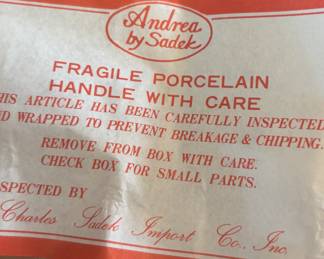 Andrea
by Sadek
FRAGILE PORCELAIN
HANDLE WITH CARE
HIS ARTICLE HAS BEEN CAREFULLY INSPECTED
D WRAPPED TO PREVENT BREAKAGE & CHIPPING.
REMOVE FROM BOX WITH CARE.
CHECK BOX FOR SMALL PARTS.
SPECTED BY
Charles Sadek Import Co., Inc.